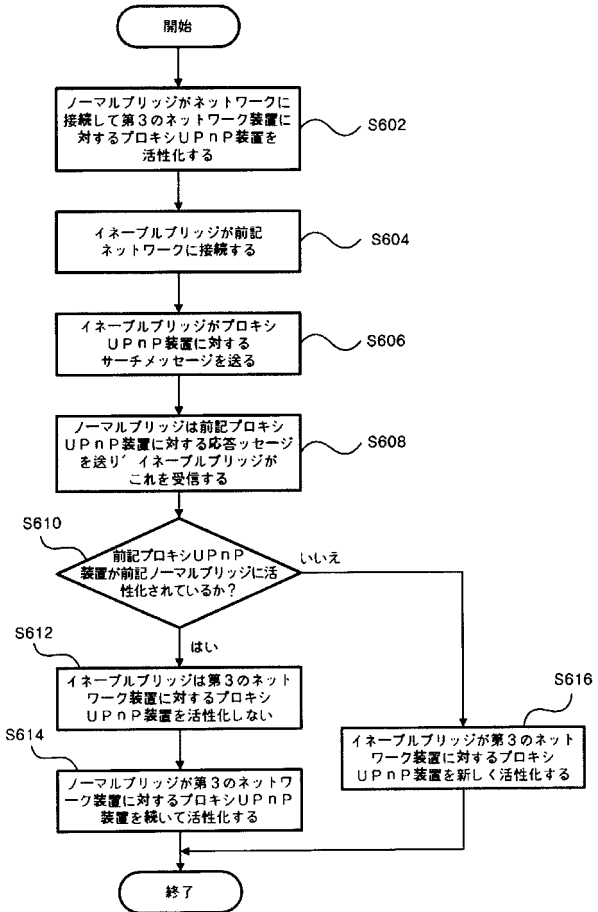 開始
ノーマルブリッジがネットワークに
接続して第3のネットワーク装置に
対するプロキシUPnP装置を
活性化する
S602
イネーブルブリッジが前記
ネットワークに接続する
S604
イネーブルブリッジがプロキシ
UPnP装置に対する
サーチメッセージを送る
S606
ノーマルブリッジは前記プロキシ
UPnP装置に対する応答ッセージ
を送り゛イネーブルブリッジが
これを受信する
S608
S610
前記プロキシUPnP
装置が前記ノーマルブリッジに活
性化されているか?
いいえ
はい
S612
イネーブルブリッジは第3のネット
ワーク装置に対するプロキシ
UPnP装置を活性化しない
S614
ノーマルブリッジが第3のネットワ
ーク装置に対するプロキシUPnP
装置を続いて活性化する
S616
イネーブルブリッジが第3のネット
ワーク装置に対するプロキシ
UPnP装置を新しく活性化する
終了